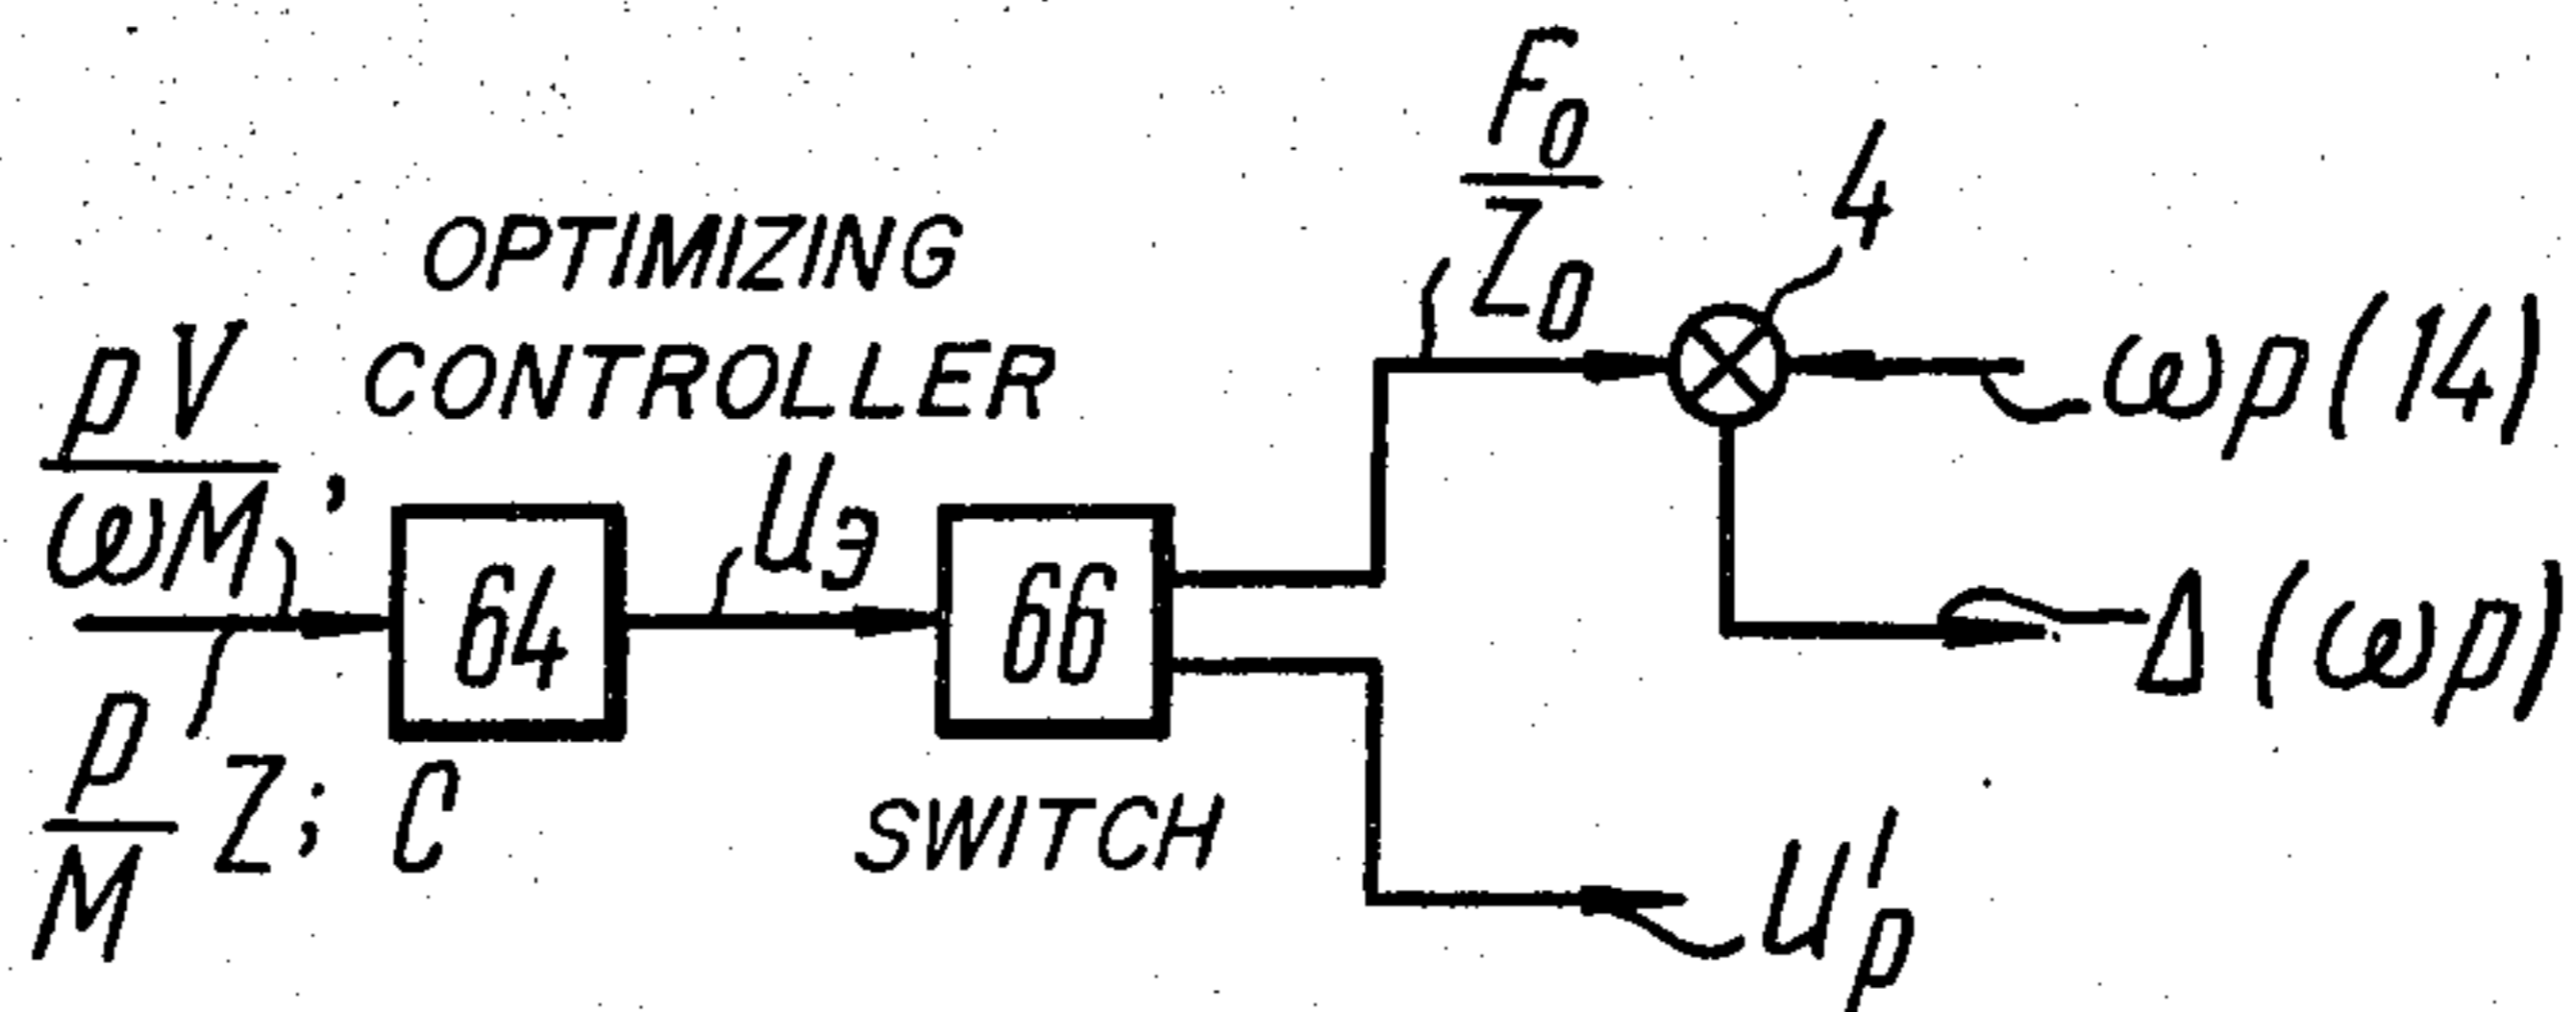 OPTIMIZING
CONTROLLER
pV
ωM ,
p
M
Z; C
64
Uэ
66
SWITCH
F0
Z0
4
ωp(14)
Δ(ωp)
U'p